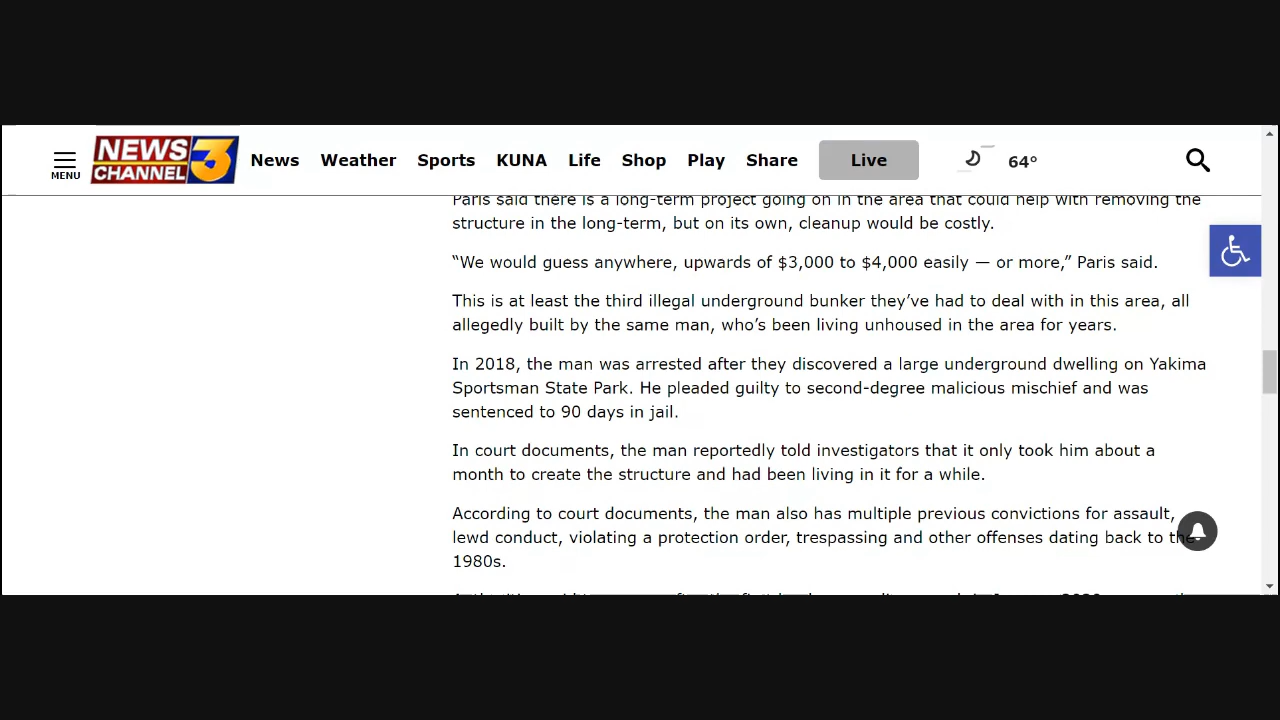 NEWS
CHANNEL
3
MENU
News
Weather
Sports
KUNA
Life
Shop
Play
Share
Live
64°
Paris said there is a long-term project going on in the area that could help with removing the
structure in the long-term, but on its own, cleanup would be costly.
“We would guess anywhere, upwards of $3,000 to $4,000 easily — or more,” Paris said.
This is at least the third illegal underground bunker they’ve had to deal with in this area, all
allegedly built by the same man, who’s been living unhoused in the area for years.
In 2018, the man was arrested after they discovered a large underground dwelling on Yakima
Sportsman State Park. He pleaded guilty to second-degree malicious mischief and was
sentenced to 90 days in jail.
In court documents, the man reportedly told investigators that it only took him about a
month to create the structure and had been living in it for a while.
According to court documents, the man also has multiple previous convictions for assault,
lewd conduct, violating a protection order, trespassing and other offenses dating back to the
1980s.